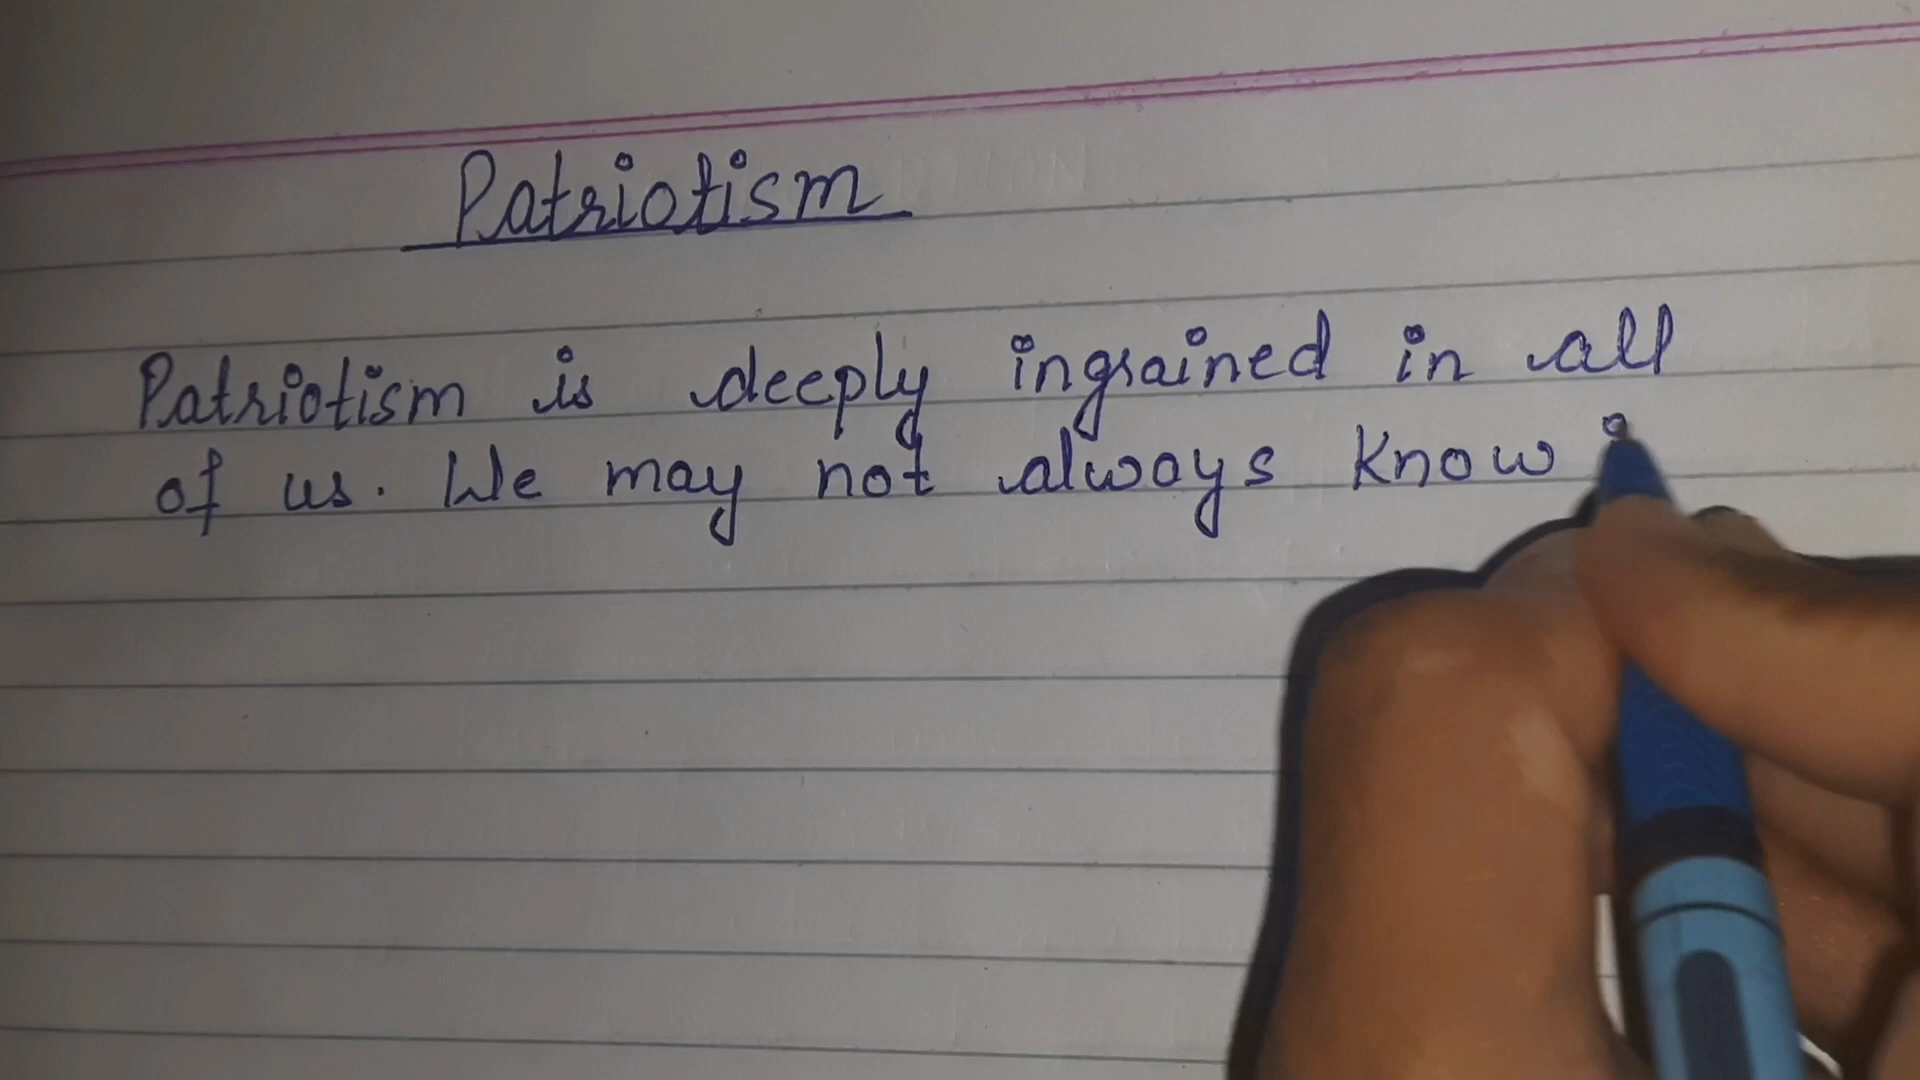 Patriotism
Patriotism is deeply ingrained in all
of us. We may not always know